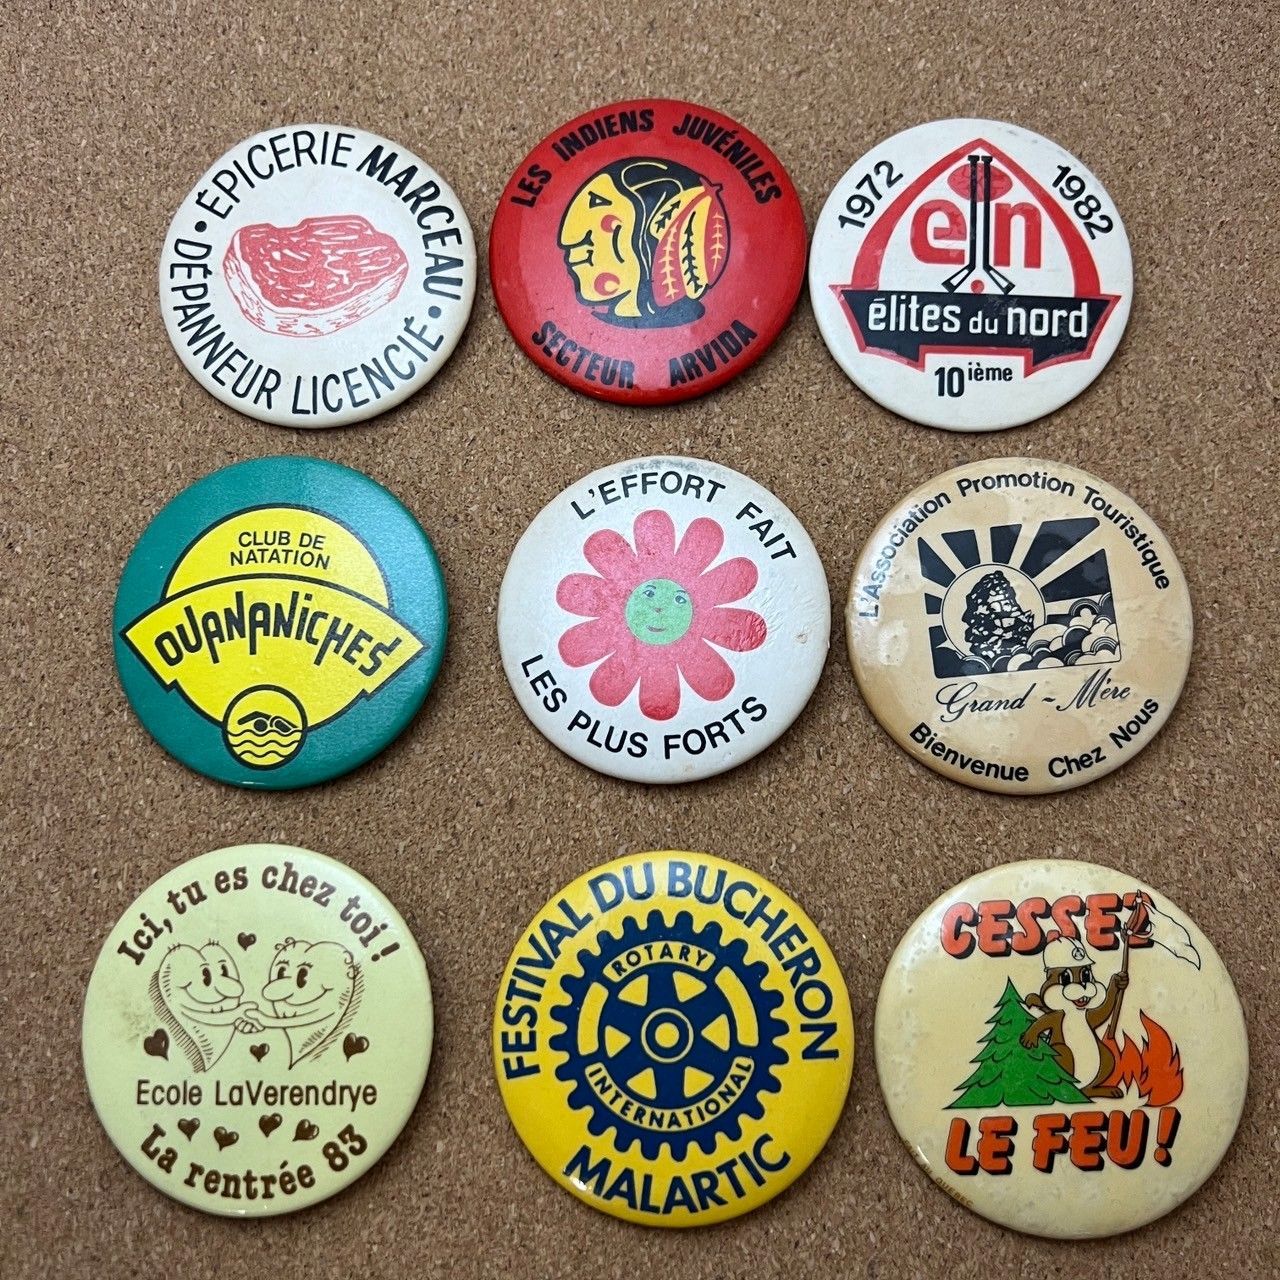 • ÉPICERIE MARCEAU •
DÉPANNEUR LICENCIÉ
LES INDIENS JUVÉNILES
SECTEUR ARVIDA
1972 1982
eln
élites du nord
10ième
CLUB DE
NATATION
OUANANICHES
L'EFFORT FAIT
LES PLUS FORTS
L'Association Promotion Touristique
Grand-Mère
Bienvenue Chez Nous
Ici, tu es chez toi!
Ecole LaVerendrye
La rentrée 83
FESTIVAL DU BUCHERON
ROTARY
INTERNATIONAL
MALARTIC
CESSEZ
LE FEU!
QUEBEC